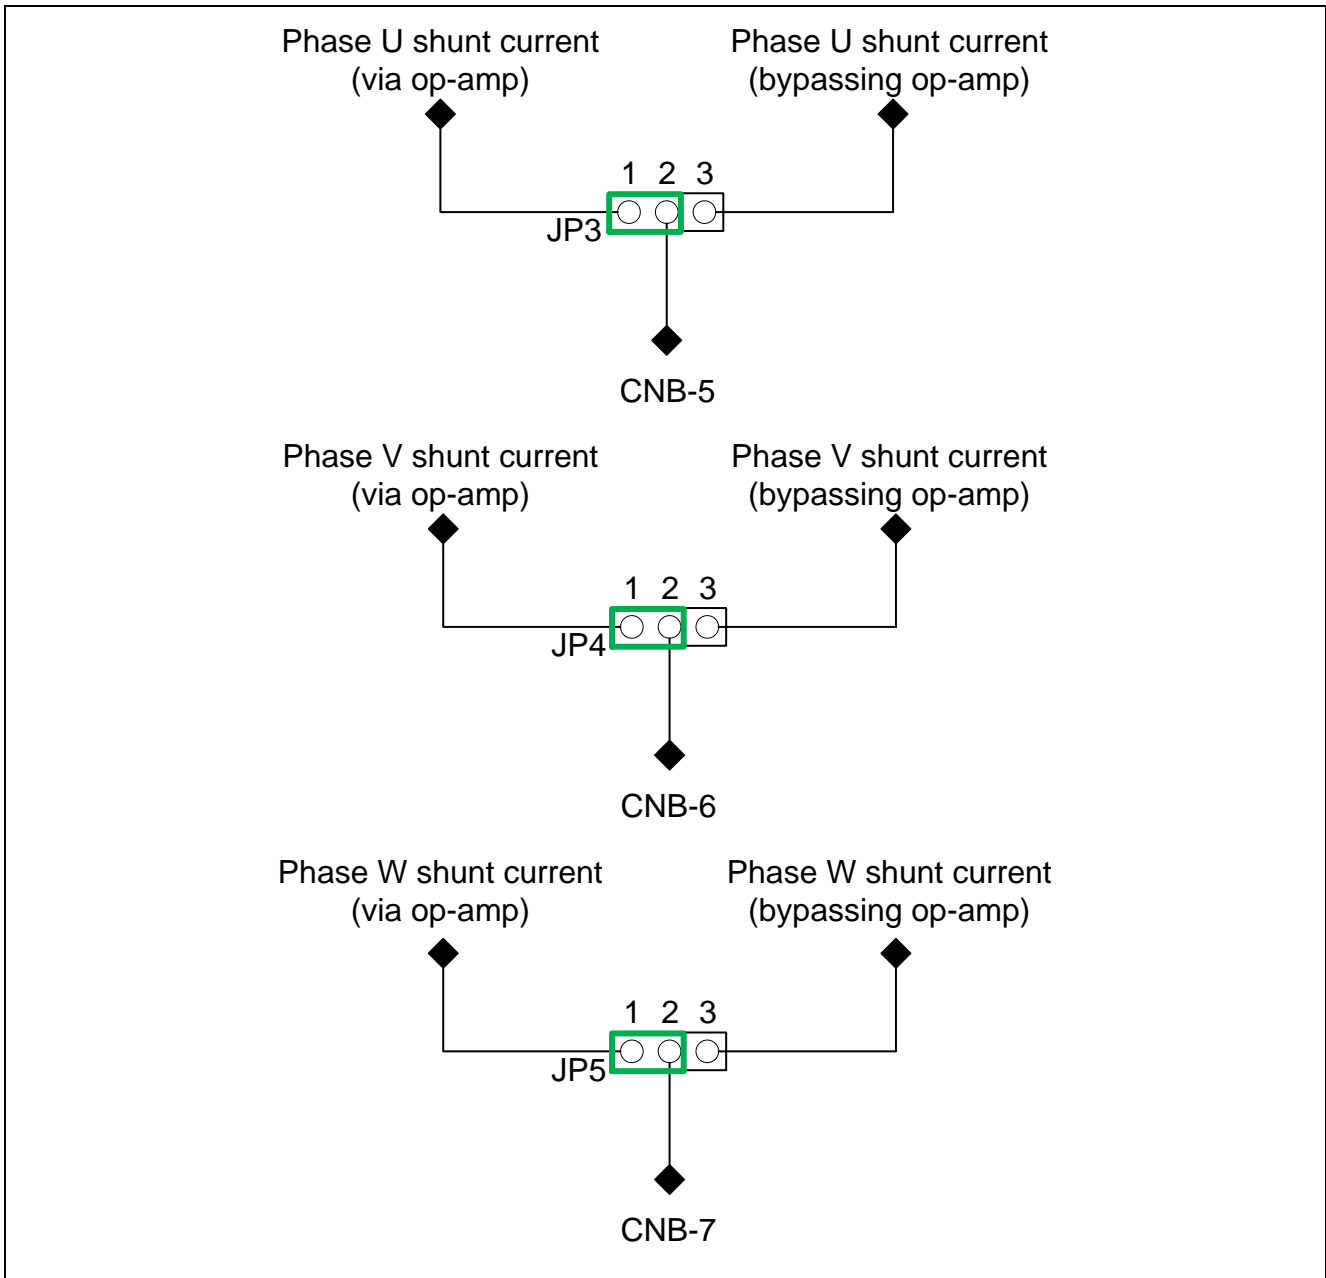 Phase U shunt current
(via op-amp)
Phase U shunt current
(bypassing op-amp)
1 2 3
JP3
CNB-5
Phase V shunt current
(via op-amp)
Phase V shunt current
(bypassing op-amp)
1 2 3
JP4
CNB-6
Phase W shunt current
(via op-amp)
Phase W shunt current
(bypassing op-amp)
1 2 3
JP5
CNB-7